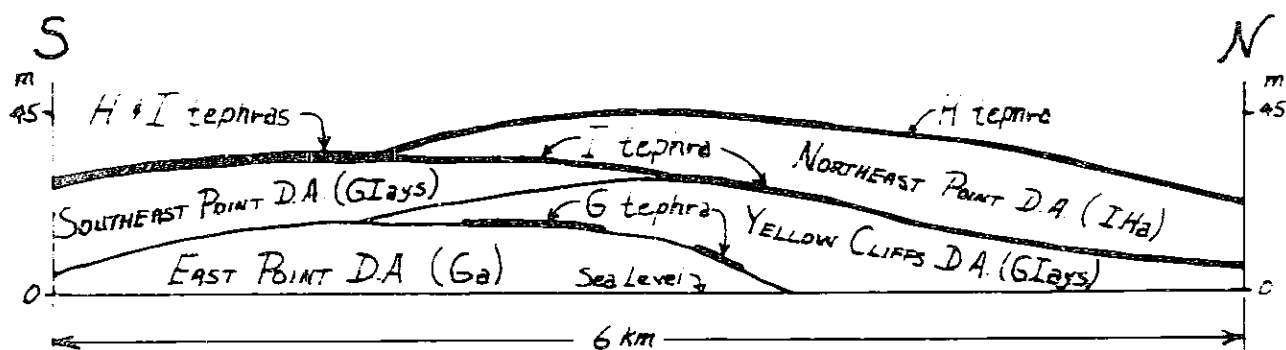 S
N
m
m
45
45
H & I tephras
H tephra
I tephra
NORTHEAST POINT D.A. (IHa)
SOUTHEAST POINT D.A. (GIays)
G tephra
YELLOW CLIFFS D.A. (GIays)
EAST POINT D.A (Ga)
Sea Level
0
0
6 km